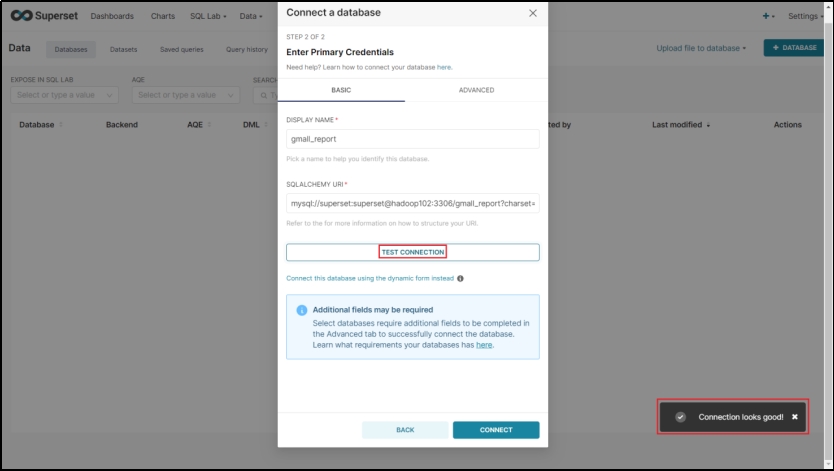 Superset Dashboards Charts SQL Lab Data Settings
Data Databases Datasets Saved queries Query history Upload file to database + DATABASE
EXPOSE IN SQL LAB AQE SEARCH
Select or type a value Select or type a value
Database Backend AQE DML ted by Last modified Actions
Connect a database
STEP 2 OF 2
Enter Primary Credentials
Need help? Learn how to connect your database here.
BASIC ADVANCED
DISPLAY NAME *
gmall_report
Pick a name to help you identify this database.
SQLALCHEMY URI *
mysql://superset:superset@hadoop102:3306/gmall_report?charset=
Refer to the for more information on how to structure your URI.
TEST CONNECTION
Connect this database using the dynamic form instead
Additional fields may be required
Select databases require additional fields to be completed in
the Advanced tab to successfully connect the database.
Learn what requirements your databases has here.
Connection looks good!
BACK CONNECT